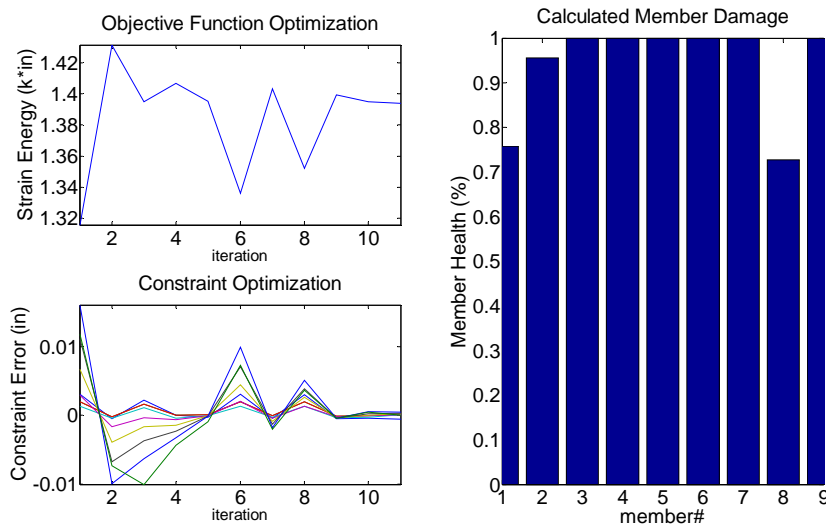 Objective Function Optimization
Strain Energy (k*in)
1.42
1.4
1.38
1.36
1.34
1.32
2 4 6 8 10
iteration
Constraint Optimization
Constraint Error (in)
0.01
0
-0.01
2 4 6 8 10
iteration
Calculated Member Damage
Member Health (%)
1
0.9
0.8
0.7
0.6
0.5
0.4
0.3
0.2
0.1
0
1 2 3 4 5 6 7 8 9
member#